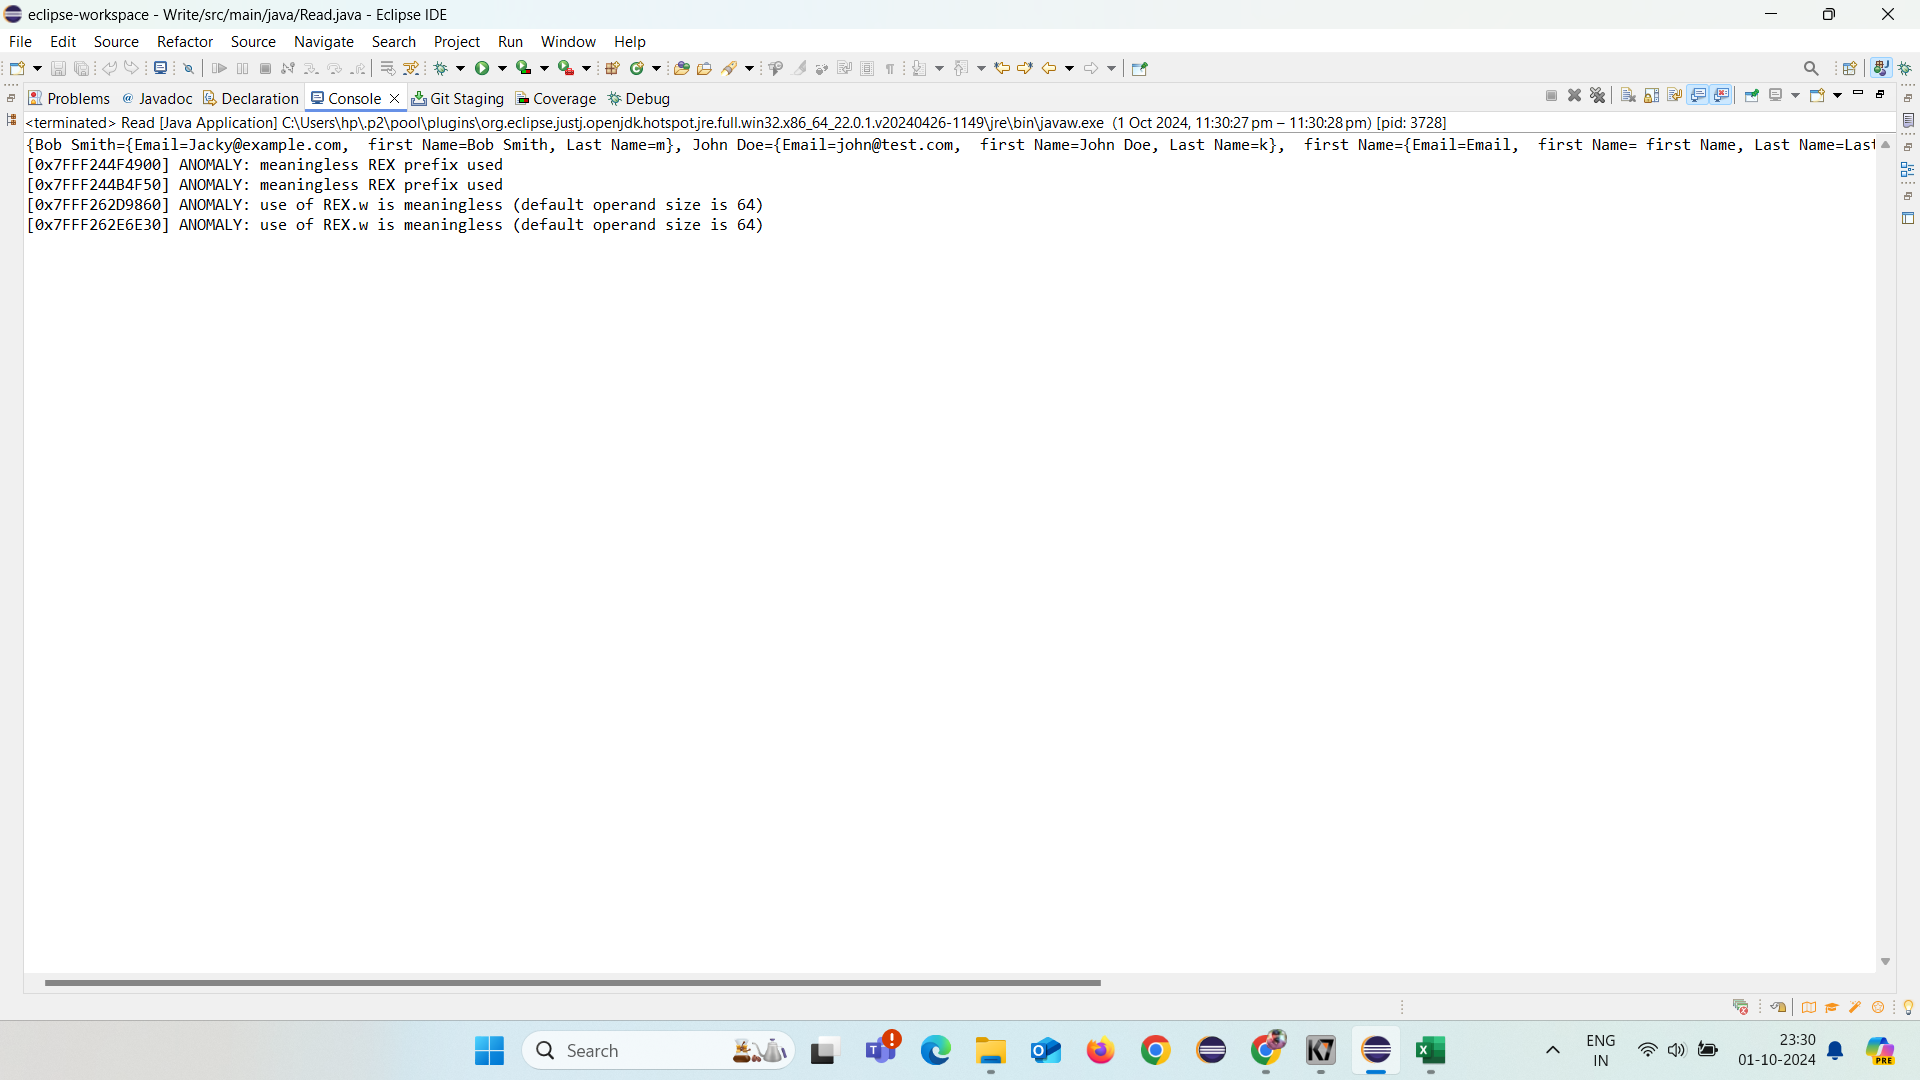 eclipse-workspace - Write/src/main/java/Read.java - Eclipse IDE
File Edit Source Refactor Source Navigate Search Project Run Window Help
Problems @ Javadoc Declaration Console Git Staging Coverage Debug
<terminated> Read [Java Application] C:\Users\hp\.p2\pool\plugins\org.eclipse.justj.openjdk.hotspot.jre.full.win32.x86_64_22.0.1.v20240426-1149\jre\bin\javaw.exe (1 Oct 2024, 11:30:27 pm – 11:30:28 pm) [pid: 3728]
{Bob Smith={Email=Jacky@example.com,  first Name=Bob Smith, Last Name=m}, John Doe={Email=john@test.com,  first Name=John Doe, Last Name=k},  first Name={Email=Email,  first Name= first Name, Last Name=Last
[0x7FFF244F4900] ANOMALY: meaningless REX prefix used
[0x7FFF244B4F50] ANOMALY: meaningless REX prefix used
[0x7FFF262D9860] ANOMALY: use of REX.w is meaningless (default operand size is 64)
[0x7FFF262E6E30] ANOMALY: use of REX.w is meaningless (default operand size is 64)
Search
K7
ENG
IN
23:30
01-10-2024
PRE